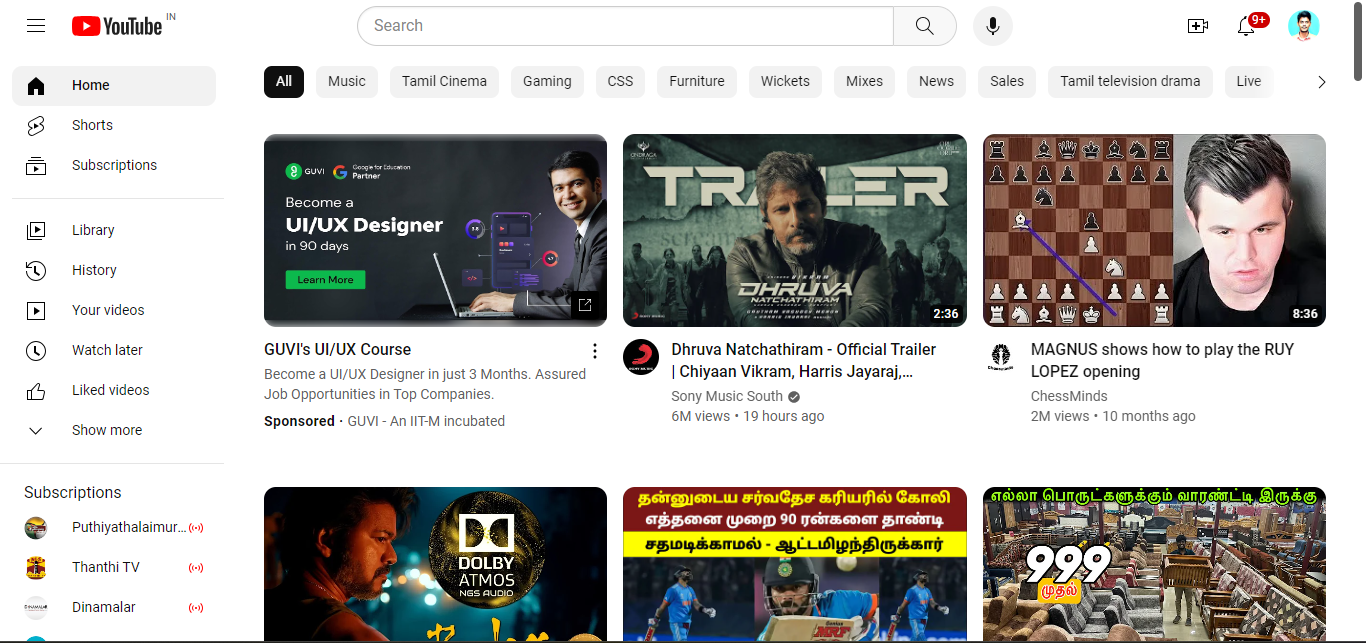 YouTube IN
Search
9+
Home
Shorts
Subscriptions
Library
History
Your videos
Watch later
Liked videos
Show more
Subscriptions
Puthiyathalaimur...
Thanthi TV
Dinamalar
All
Music
Tamil Cinema
Gaming
CSS
Furniture
Wickets
Mixes
News
Sales
Tamil television drama
Live
GUVI
Google for Education
Partner
Become a
UI/UX Designer
in 90 days
Learn More
GUVI's UI/UX Course
Become a UI/UX Designer in just 3 Months. Assured
Job Opportunities in Top Companies.
Sponsored · GUVI - An IIT-M incubated
ONDRAGA
TRAILER
VIKRAM
DHRUVA
NATCHATHIRAM
GAUTHAM VASUDEV MENON
2:36
Dhruva Natchathiram - Official Trailer
| Chiyaan Vikram, Harris Jayaraj,...
Sony Music South
6M views • 19 hours ago
8:36
MAGNUS shows how to play the RUY
LOPEZ opening
ChessMinds
2M views • 10 months ago
DOLBY
ATMOS
NGS AUDIO
தன்னுடைய சர்வதேச கரியரில் கோலி
எத்தனை முறை 90 ரன்களை தாண்டி
சதமடிக்காமல் - ஆட்டமிழந்திருக்கார்
MRF
எல்லா பொருட்களுக்கும் வாரண்ட்டி இருக்கு
999
முதல்